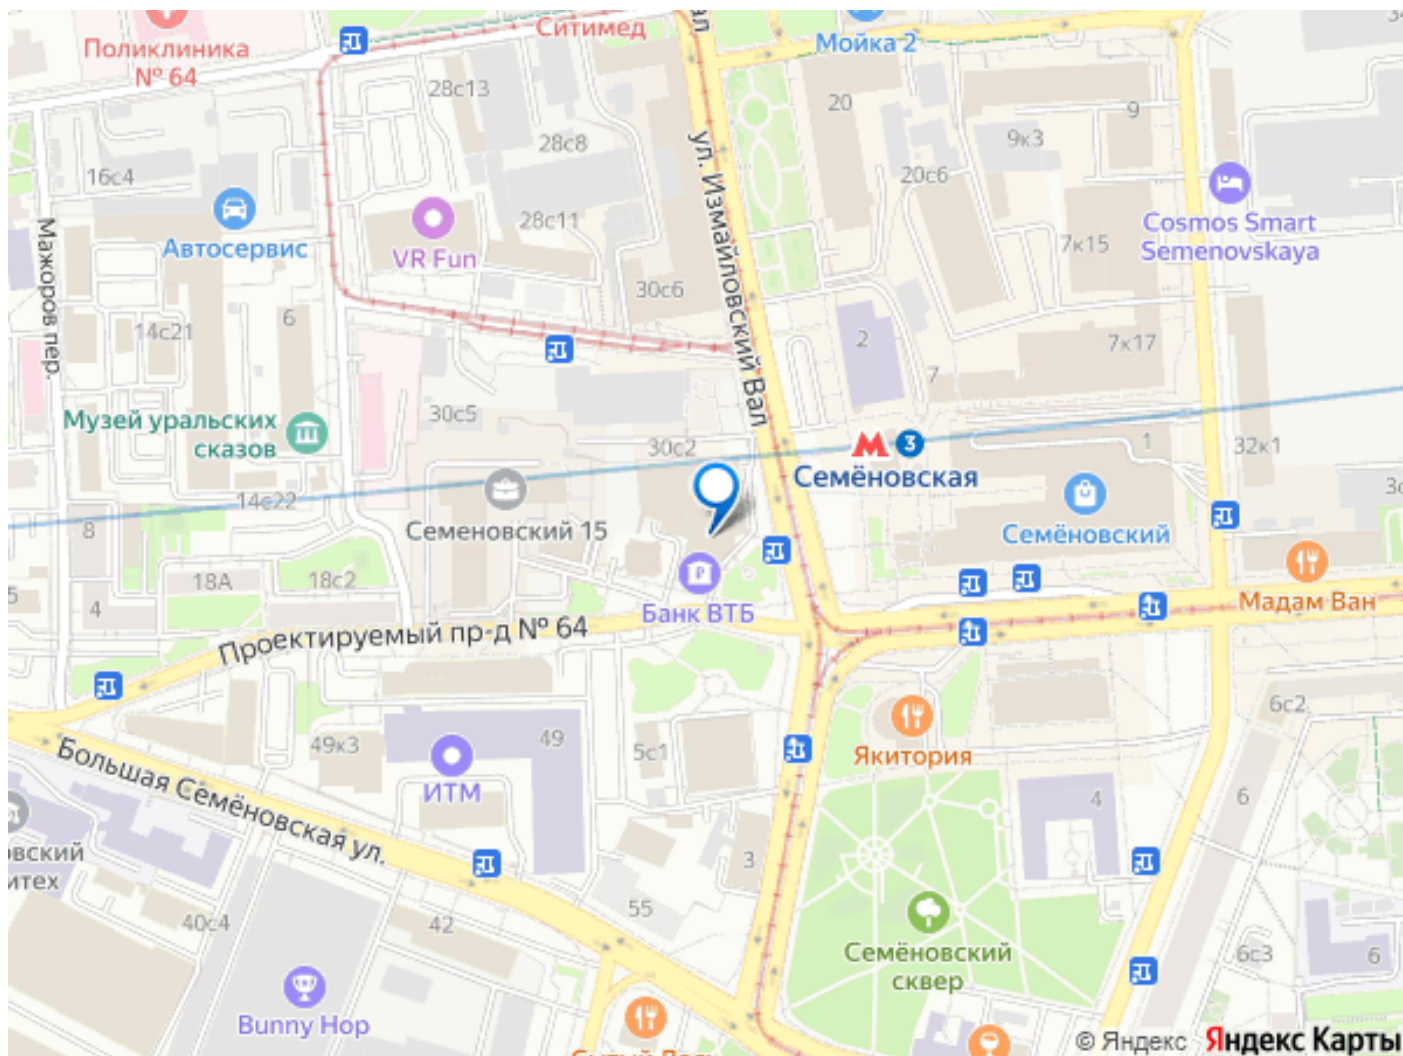 Поликлиника
№ 64
Ситимед
Мойка 2
28с13
20
9
28с8
9к3
16с4
20с6
ул. Измайловский Вал
28с11
Cosmos Smart
Semenovskaya
Автосервис
VR Fun
7к15
Мажоров пер.
30с6
6
14с21
2
7к17
7
Музей уральских
сказов
30с5
30с2
3
1
32к1
Семёновская
14с22
8
Семеновский 15
Семёновский
18А
18с2
4
5
Банк ВТБ
Мадам Ван
Проектируемый пр-д № 64
6с2
49к3
49
5с1
Якитория
Большая Семёновская ул.
ИТМ
4
6
3
овский
итех
40с4
42
55
Семёновский
сквер
6с3
6
Bunny Hop
© Яндекс Яндекс Карты